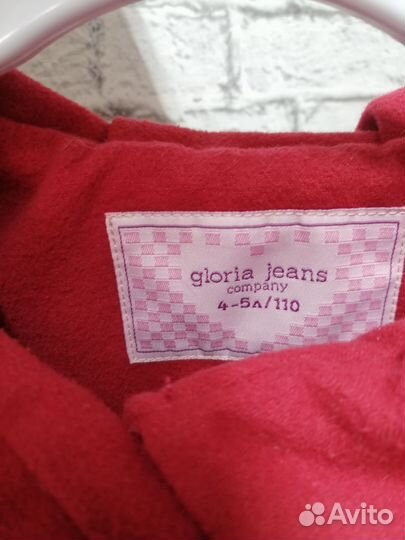 gloria jeans
company
4-5л/110
Avito